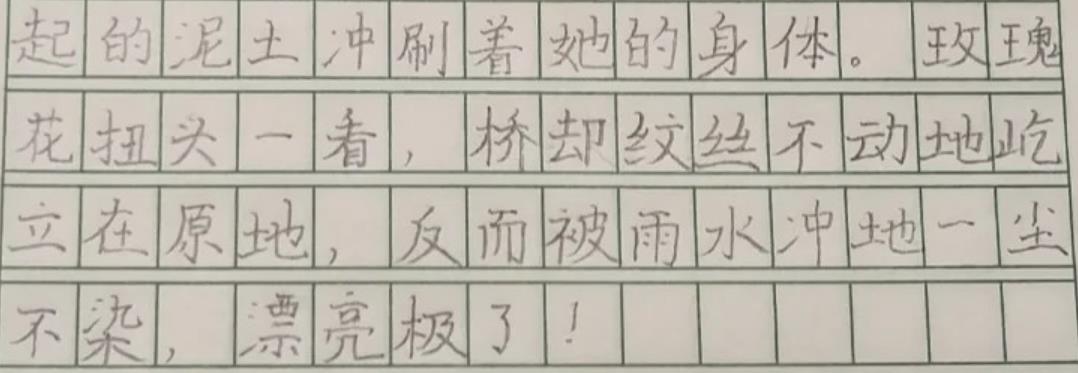 起的泥土冲刷着她的身体。玫瑰
花扭头一看，桥却纹丝不动地屹
立在原地，反而被雨水冲地一尘
不染，漂亮极了！